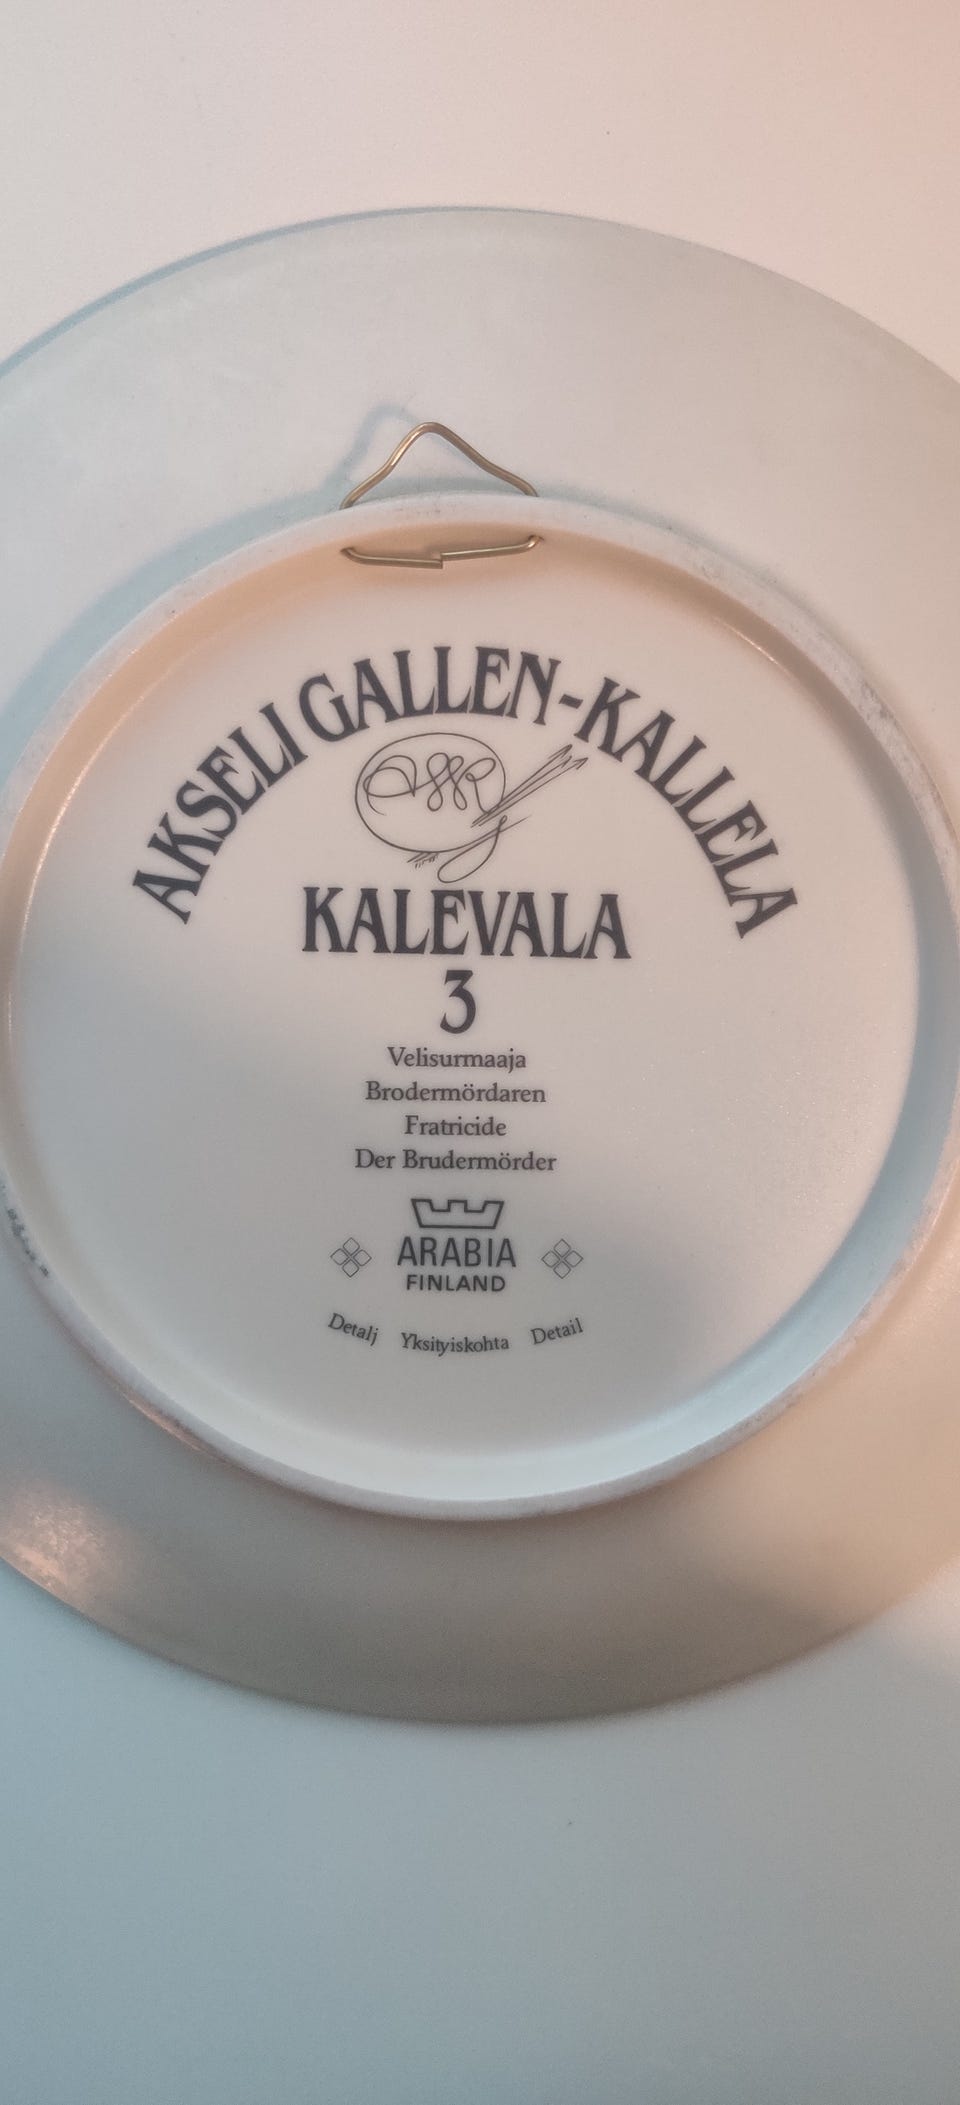 AKSELI GALLEN-KALLELA
KALEVALA
3
Velisurmaaja
Brodermördaren
Fratricide
Der Brudermörder
ARABIA
FINLAND
Detalj Yksityiskohta Detail